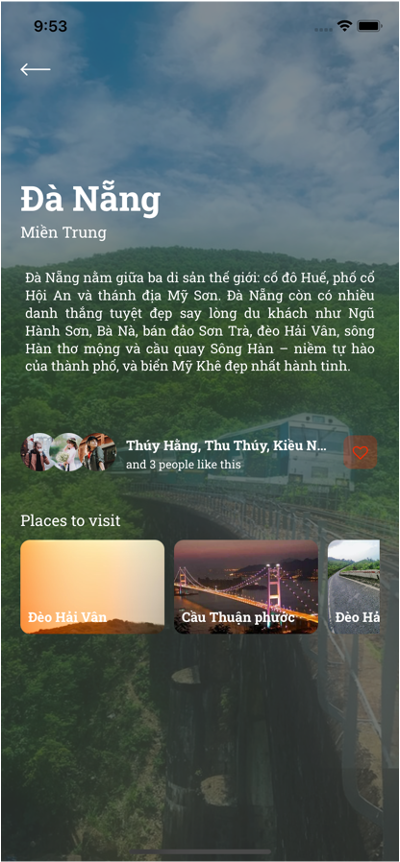 9:53
Đà Nẵng
Miền Trung
Đà Nẵng nằm giữa ba di sản thế giới: cố đô Huế, phố cổ
Hội An và thánh địa Mỹ Sơn. Đà Nẵng còn có nhiều
danh thắng tuyệt đẹp say lòng du khách như Ngũ
Hành Sơn, Bà Nà, bán đảo Sơn Trà, đèo Hải Vân, sông
Hàn thơ mộng và cầu quay Sông Hàn – niềm tự hào
của thành phố, và biển Mỹ Khê đẹp nhất hành tinh.
Thúy Hằng, Thu Thúy, Kiều N...
and 3 people like this
Places to visit
Đèo Hải Vân
Cầu Thuận phước
Đèo Hả